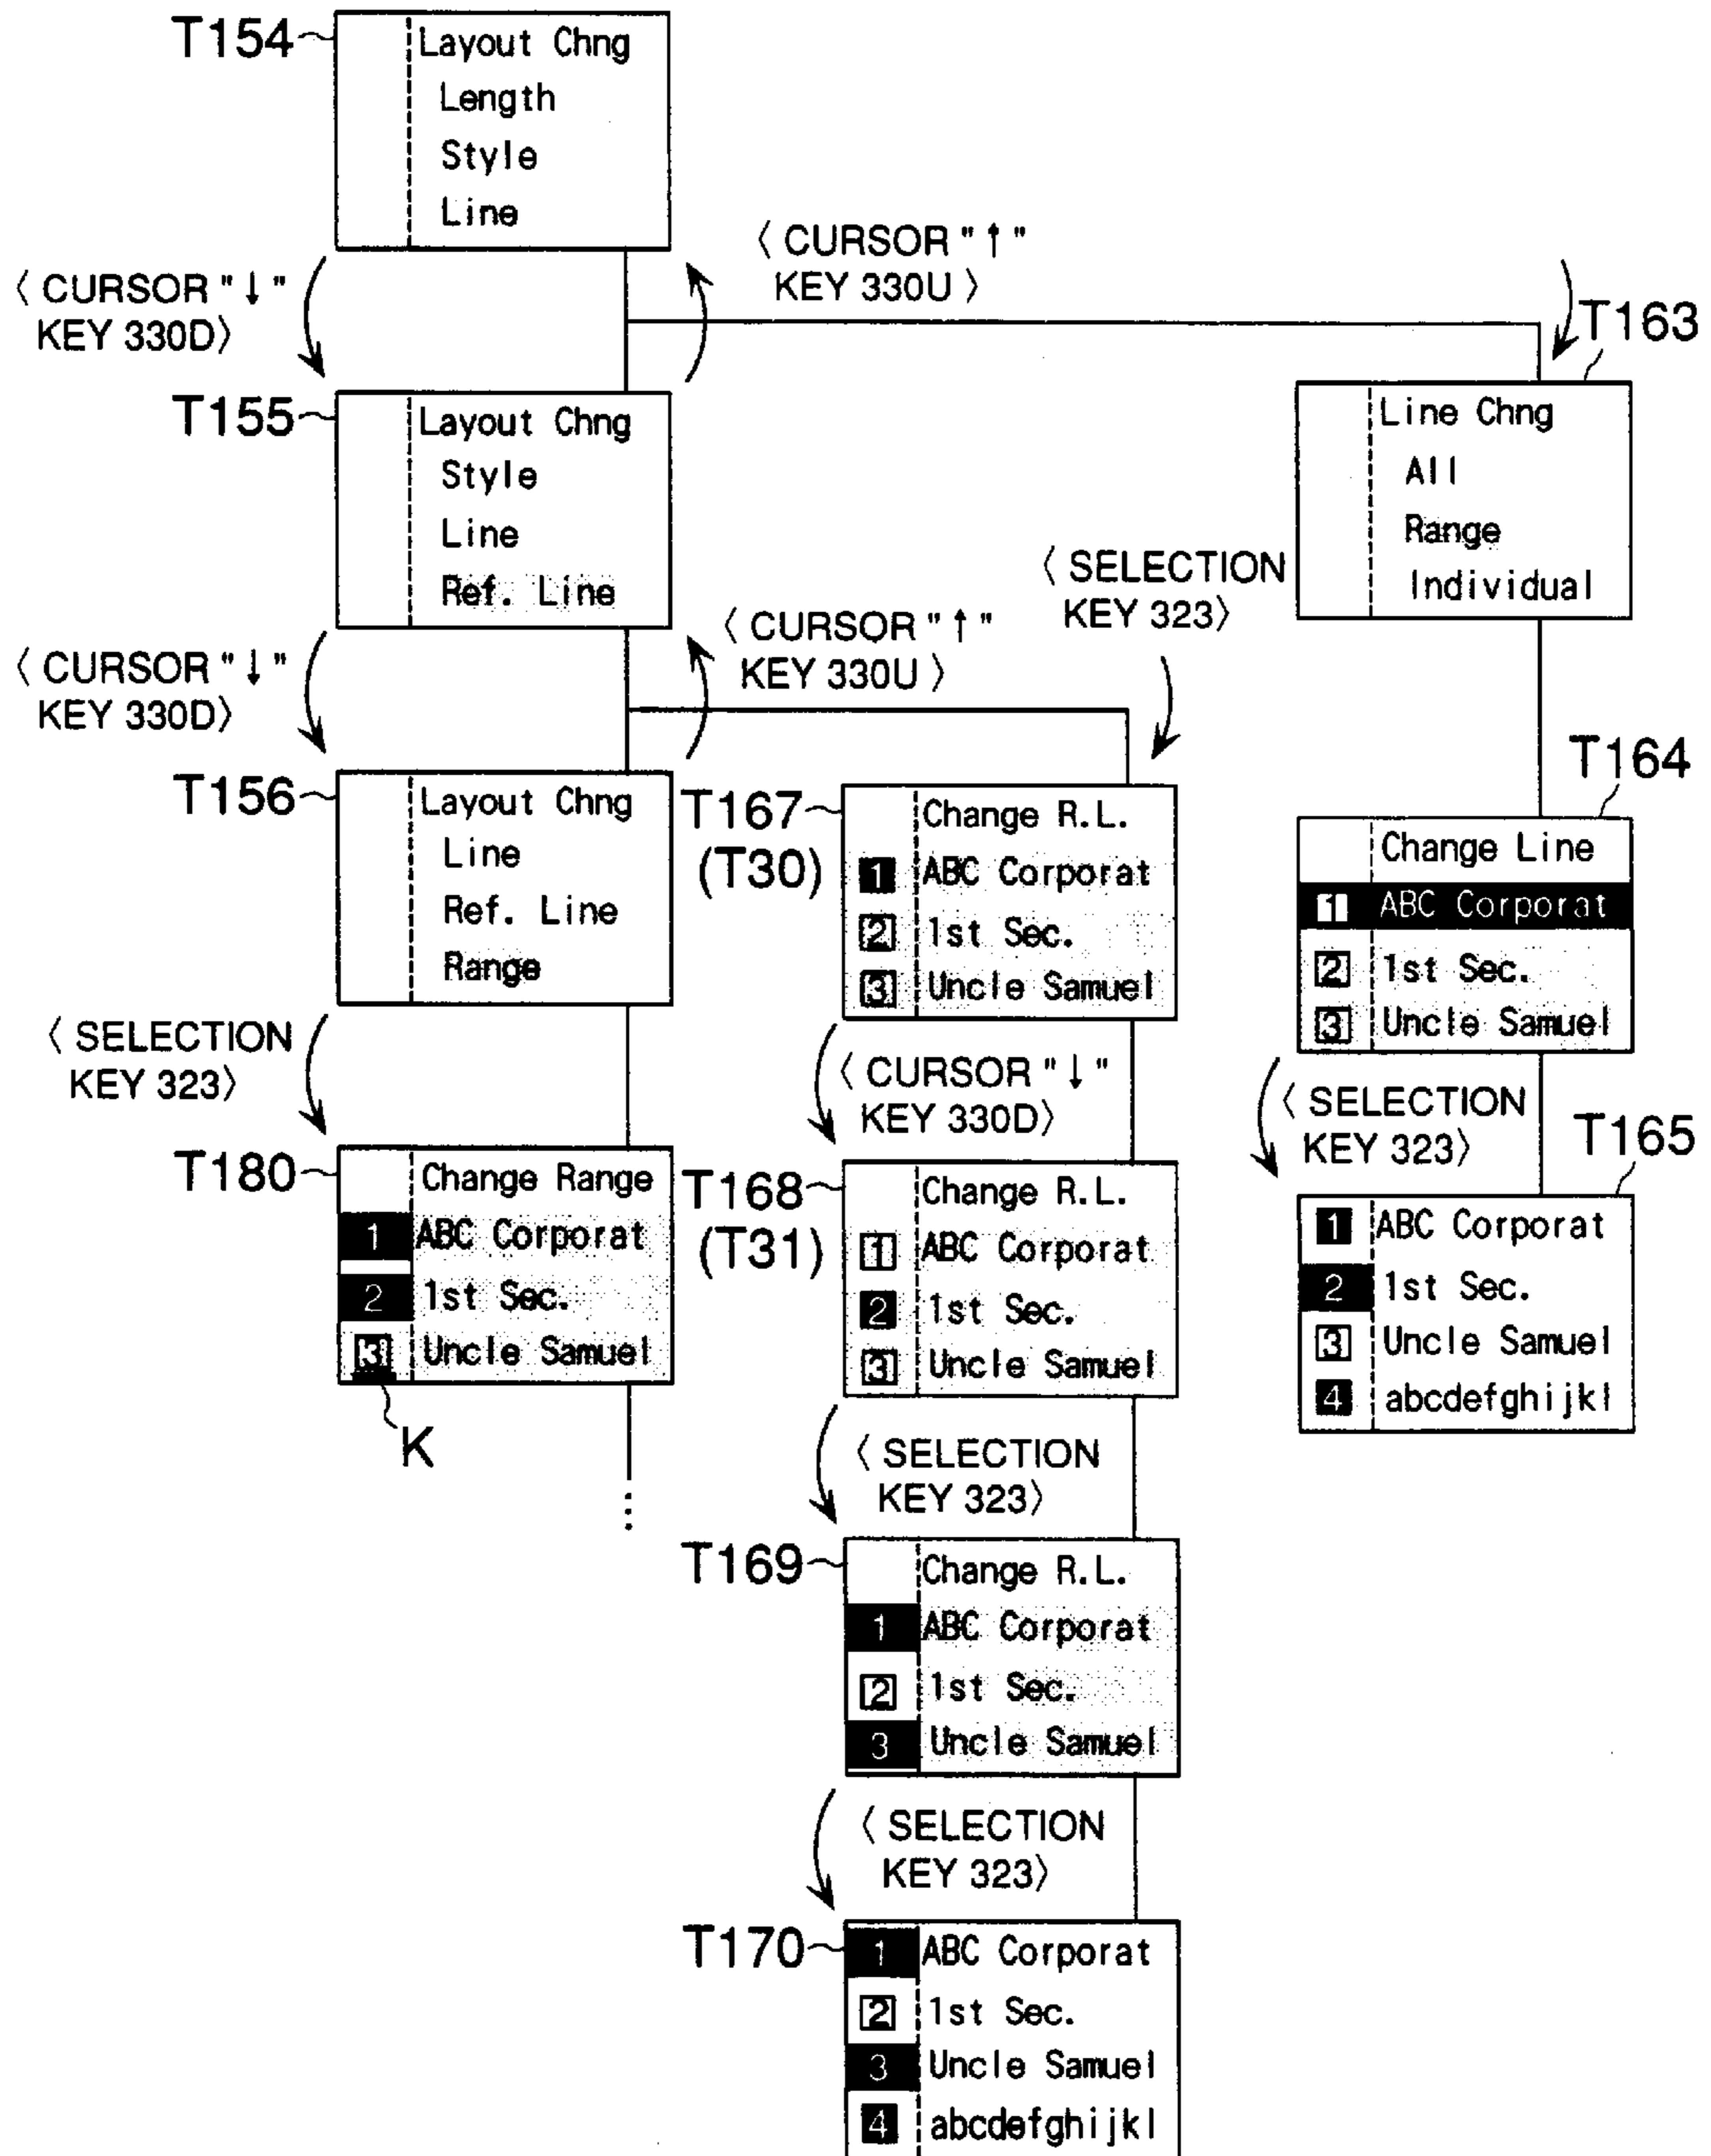 T154
Layout Chng
Length
Style
Line
〈 CURSOR "↓"
KEY 330D〉
〈 CURSOR "↑"
KEY 330U 〉
T155
Layout Chng
Style
Line
Ref. Line
T163
Line Chng
All
Range
Individual
〈 CURSOR "↓"
KEY 330D〉
〈 CURSOR "↑"
KEY 330U 〉
〈 SELECTION
KEY 323〉
T156
Layout Chng
Line
Ref. Line
Range
T167
(T30)
Change R.L.
1 ABC Corporat
2 1st Sec.
3 Uncle Samuel
T164
Change Line
1 ABC Corporat
2 1st Sec.
3 Uncle Samuel
〈 SELECTION
KEY 323〉
〈 CURSOR "↓"
KEY 330D〉
〈 SELECTION
KEY 323〉
T180
Change Range
1 ABC Corporat
2 1st Sec.
3 Uncle Samuel
K
T168
(T31)
Change R.L.
1 ABC Corporat
2 1st Sec.
3 Uncle Samuel
T165
1 ABC Corporat
2 1st Sec.
3 Uncle Samuel
4 abcdefghijkl
〈 SELECTION
KEY 323〉
T169
Change R.L.
1 ABC Corporat
2 1st Sec.
3 Uncle Samuel
〈 SELECTION
KEY 323〉
T170
1 ABC Corporat
2 1st Sec.
3 Uncle Samuel
4 abcdefghijkl